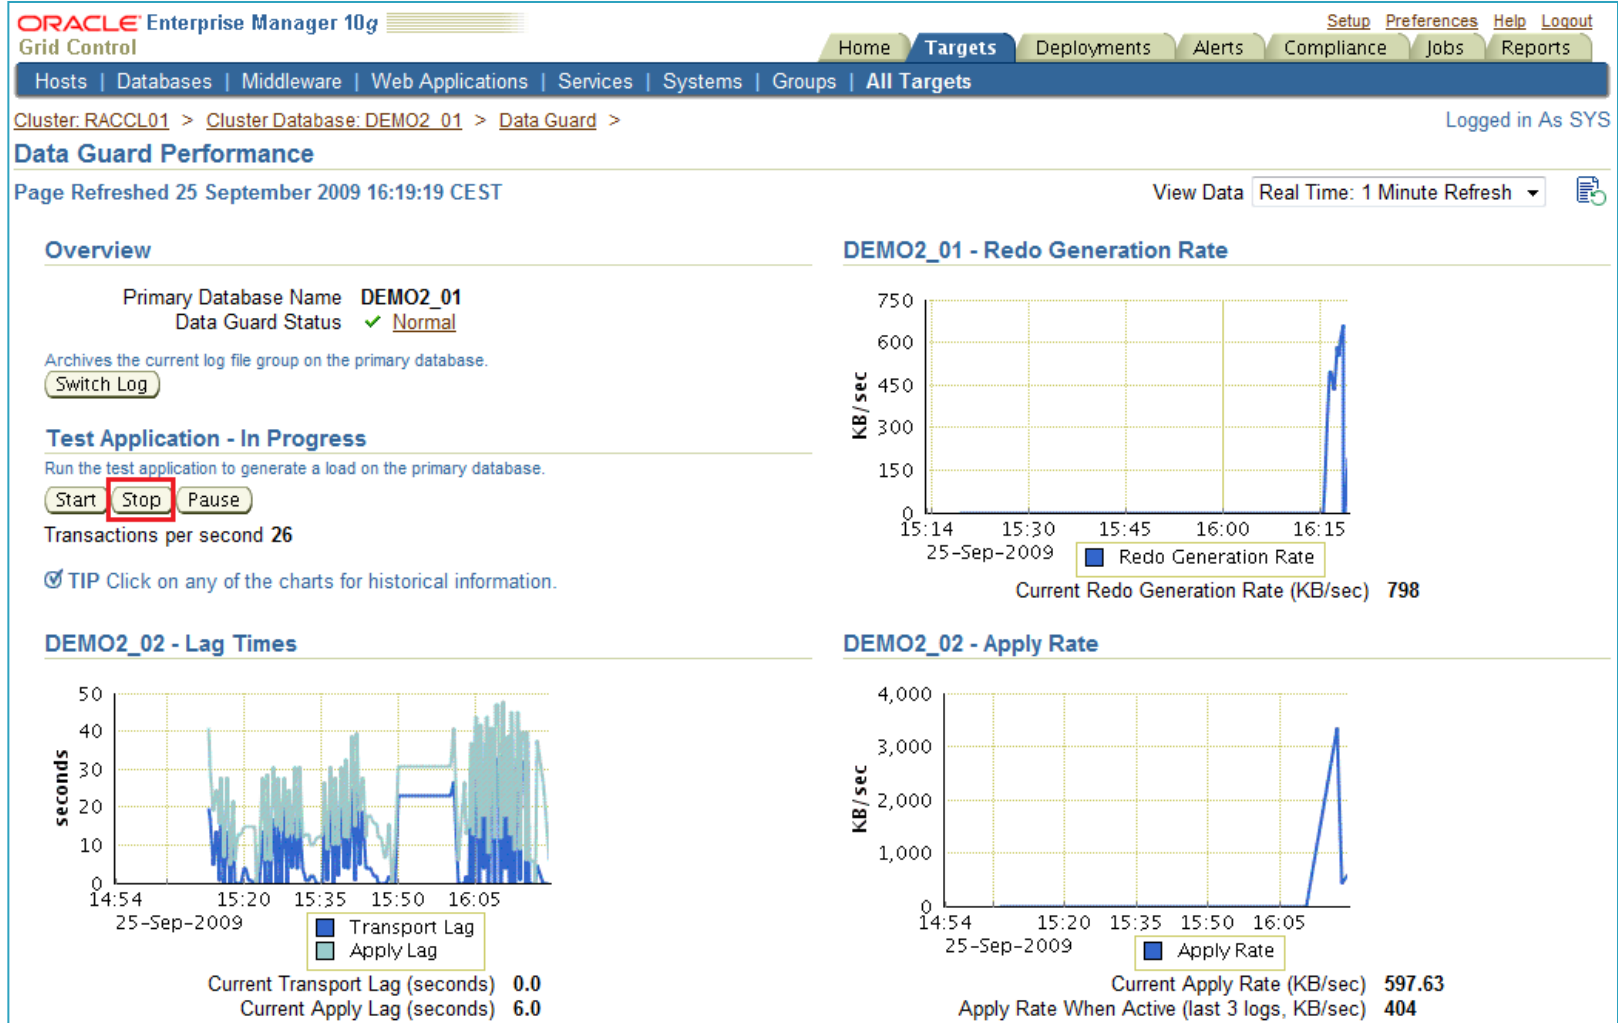 ORACLE Enterprise Manager 10g
Grid Control
Setup Preferences Help Logout
Home Targets Deployments Alerts Compliance Jobs Reports
Hosts | Databases | Middleware | Web Applications | Services | Systems | Groups | All Targets
Cluster: RACCL01 > Cluster Database: DEMO2_01 > Data Guard >
Logged in As SYS
Data Guard Performance
Page Refreshed 25 September 2009 16:19:19 CEST
View Data Real Time: 1 Minute Refresh
Overview
Primary Database Name DEMO2_01
Data Guard Status Normal
Archives the current log file group on the primary database.
Switch Log
Test Application - In Progress
Run the test application to generate a load on the primary database.
Start Stop Pause
Transactions per second 26
TIP Click on any of the charts for historical information.
DEMO2_01 - Redo Generation Rate
750
600
450
300
150
0
KB/sec
15:14 15:30 15:45 16:00 16:15
25-Sep-2009
Redo Generation Rate
Current Redo Generation Rate (KB/sec) 798
DEMO2_02 - Lag Times
50
40
30
20
10
0
seconds
14:54 15:20 15:35 15:50 16:05
25-Sep-2009
Transport Lag
Apply Lag
Current Transport Lag (seconds) 0.0
Current Apply Lag (seconds) 6.0
DEMO2_02 - Apply Rate
4,000
3,000
2,000
1,000
0
KB/sec
14:54 15:20 15:35 15:50 16:05
25-Sep-2009
Apply Rate
Current Apply Rate (KB/sec) 597.63
Apply Rate When Active (last 3 logs, KB/sec) 404